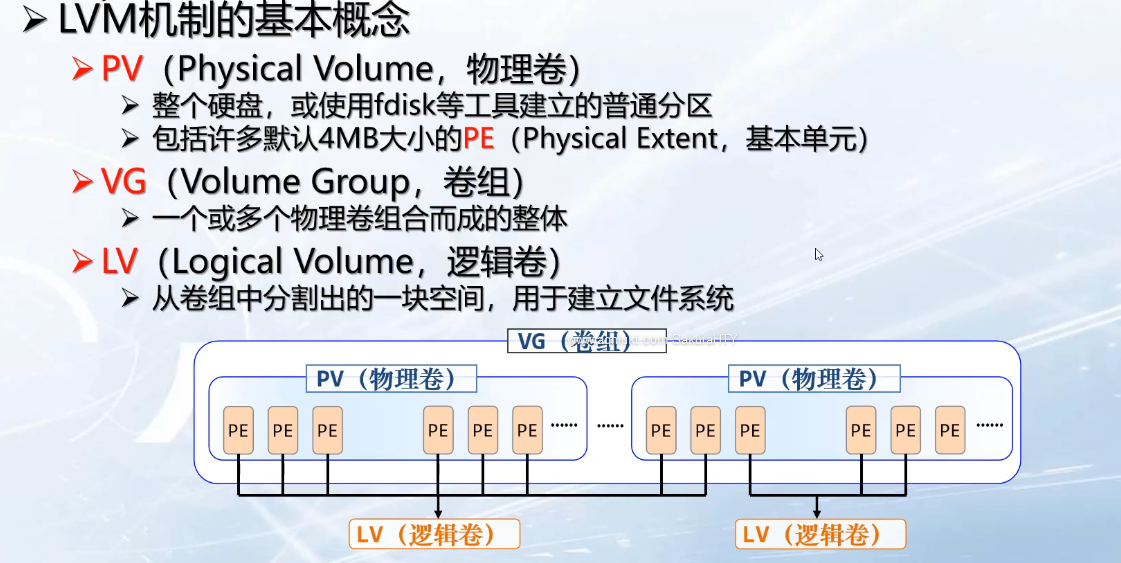 LVM机制的基本概念
PV（Physical Volume，物理卷）
整个硬盘，或使用fdisk等工具建立的普通分区
包括许多默认4MB大小的PE（Physical Extent，基本单元）
VG（Volume Group，卷组）
一个或多个物理卷组合而成的整体
LV（Logical Volume，逻辑卷）
从卷组中分割出的一块空间，用于建立文件系统
VG（卷组）
PV（物理卷） PV（物理卷）
PE PE PE PE PE PE …… …… PE PE PE PE PE PE ……
LV（逻辑卷） LV（逻辑卷）